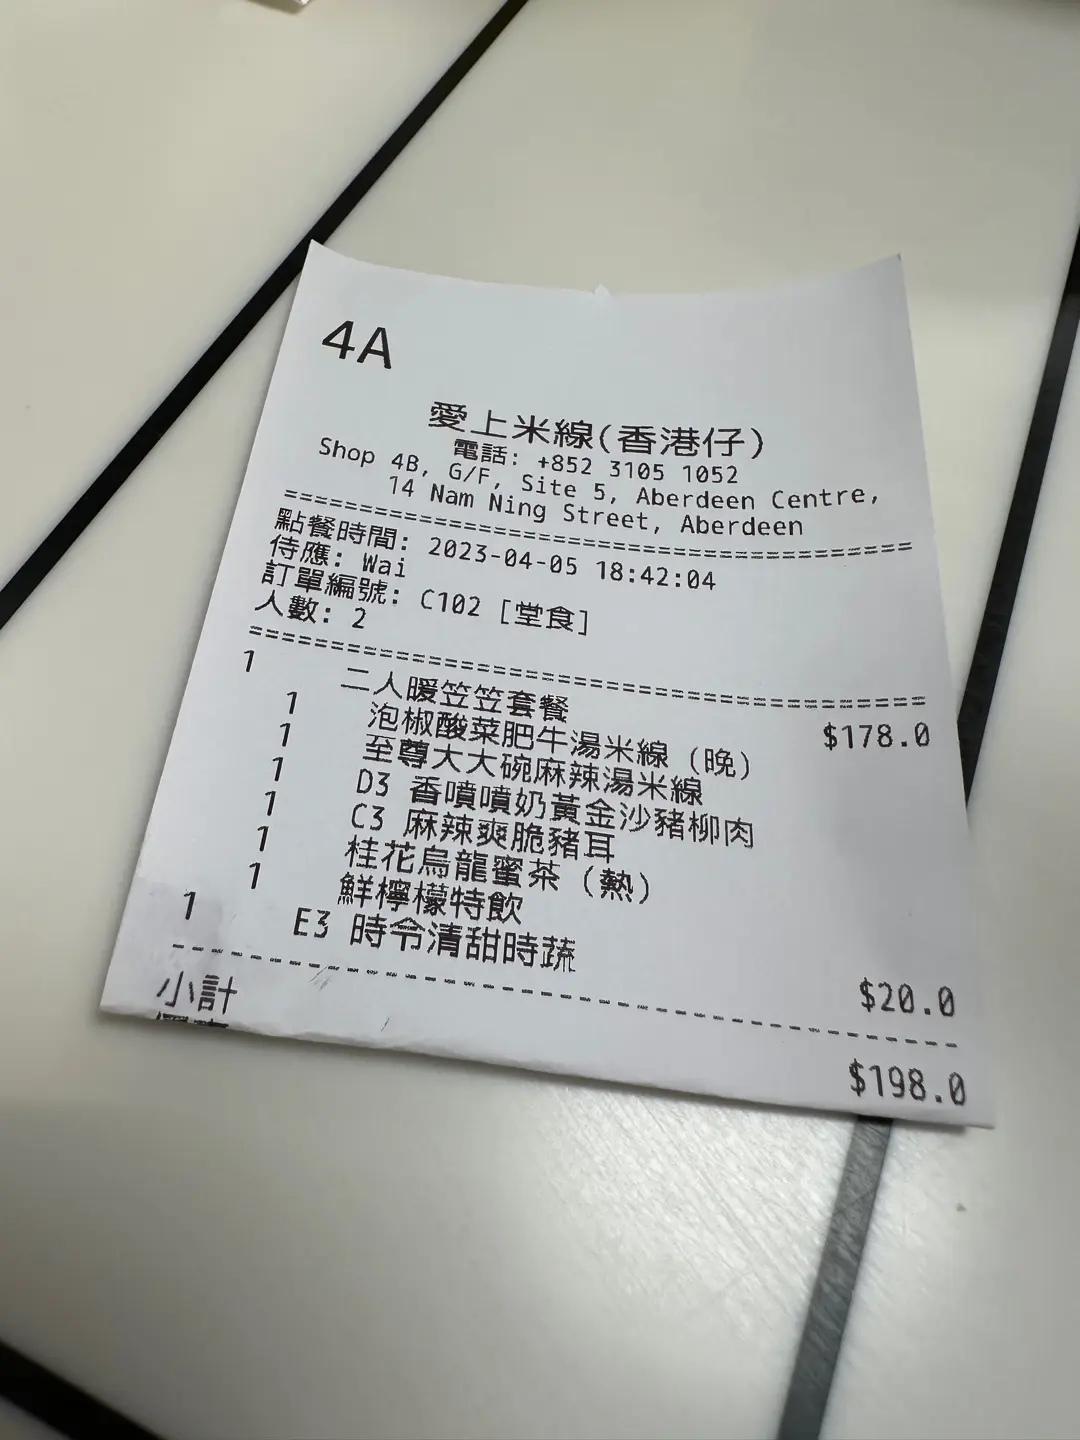 4A
愛上米線(香港仔)
電話: +852 3105 1052
Shop 4B, G/F, Site 5, Aberdeen Centre,
14 Nam Ning Street, Aberdeen
================================================
點餐時間: 2023-04-05 18:42:04
侍應: Wai
訂單編號: C102 [堂食]
人數: 2
================================================
1 二人暖笠笠套餐 $178.0
1 泡椒酸菜肥牛湯米線 (晚)
1 至尊大大碗麻辣湯米線
1 D3 香噴噴奶黃金沙豬柳肉
1 C3 麻辣爽脆豬耳
1 桂花烏龍蜜茶 (熱)
1 鮮檸檬特飲
1 E3 時令清甜時蔬 $20.0
------------------------------------------------
小計 $198.0